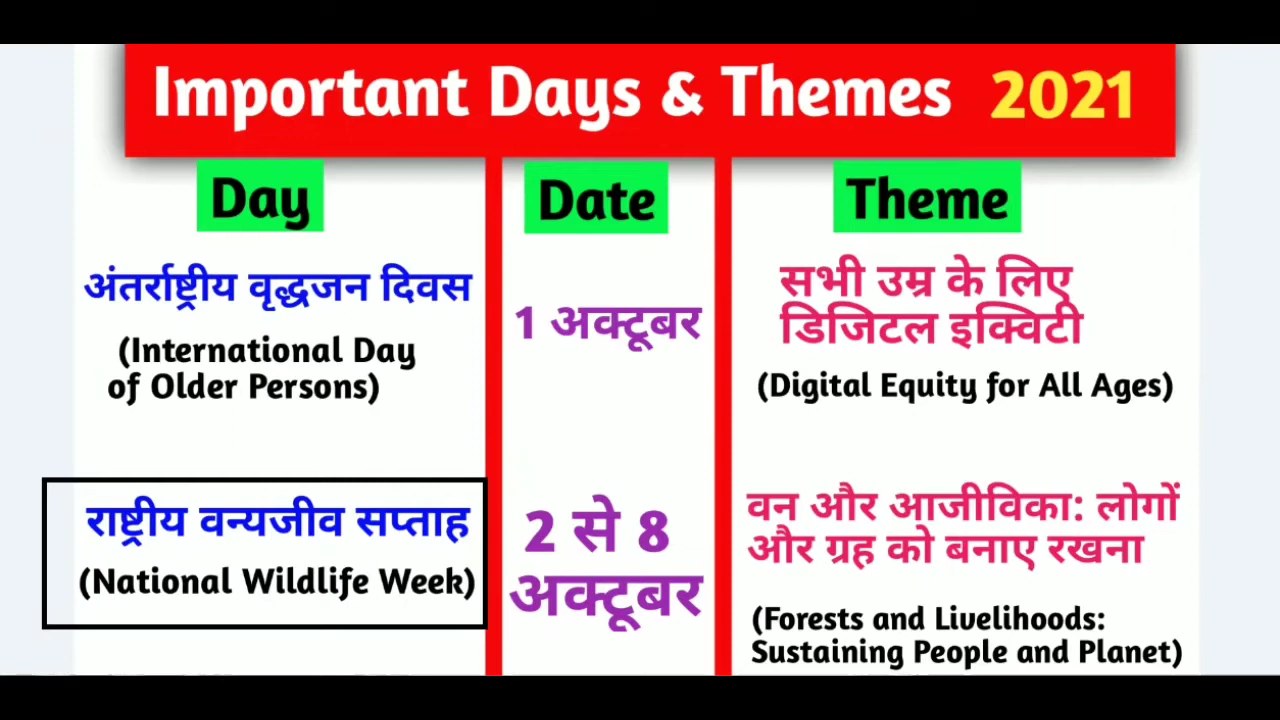 Important Days & Themes 2021
Day
Date
Theme
अंतर्राष्ट्रीय वृद्धजन दिवस
(International Day
of Older Persons)
1 अक्टूबर
सभी उम्र के लिए
डिजिटल इक्विटी
(Digital Equity for All Ages)
राष्ट्रीय वन्यजीव सप्ताह
(National Wildlife Week)
2 से 8
अक्टूबर
वन और आजीविका: लोगों
और ग्रह को बनाए रखना
(Forests and Livelihoods:
Sustaining People and Planet)